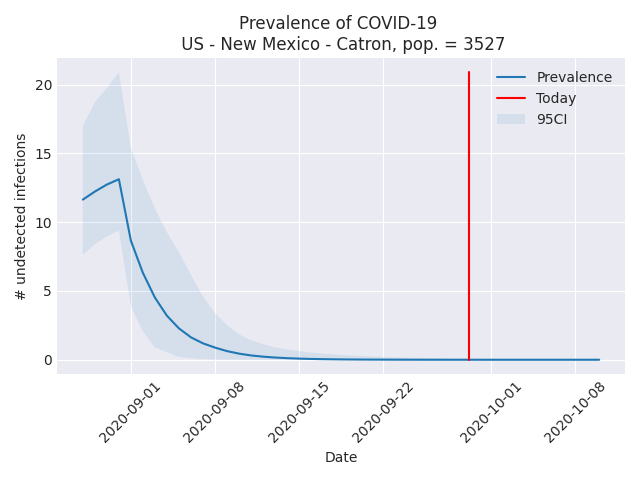 Prevalence of COVID-19
US - New Mexico - Catron, pop. = 3527
# undetected infections
20
15
10
5
0
Prevalence
Today
95CI
2020-09-01
2020-09-08
2020-09-15
2020-09-22
2020-10-01
2020-10-08
Date